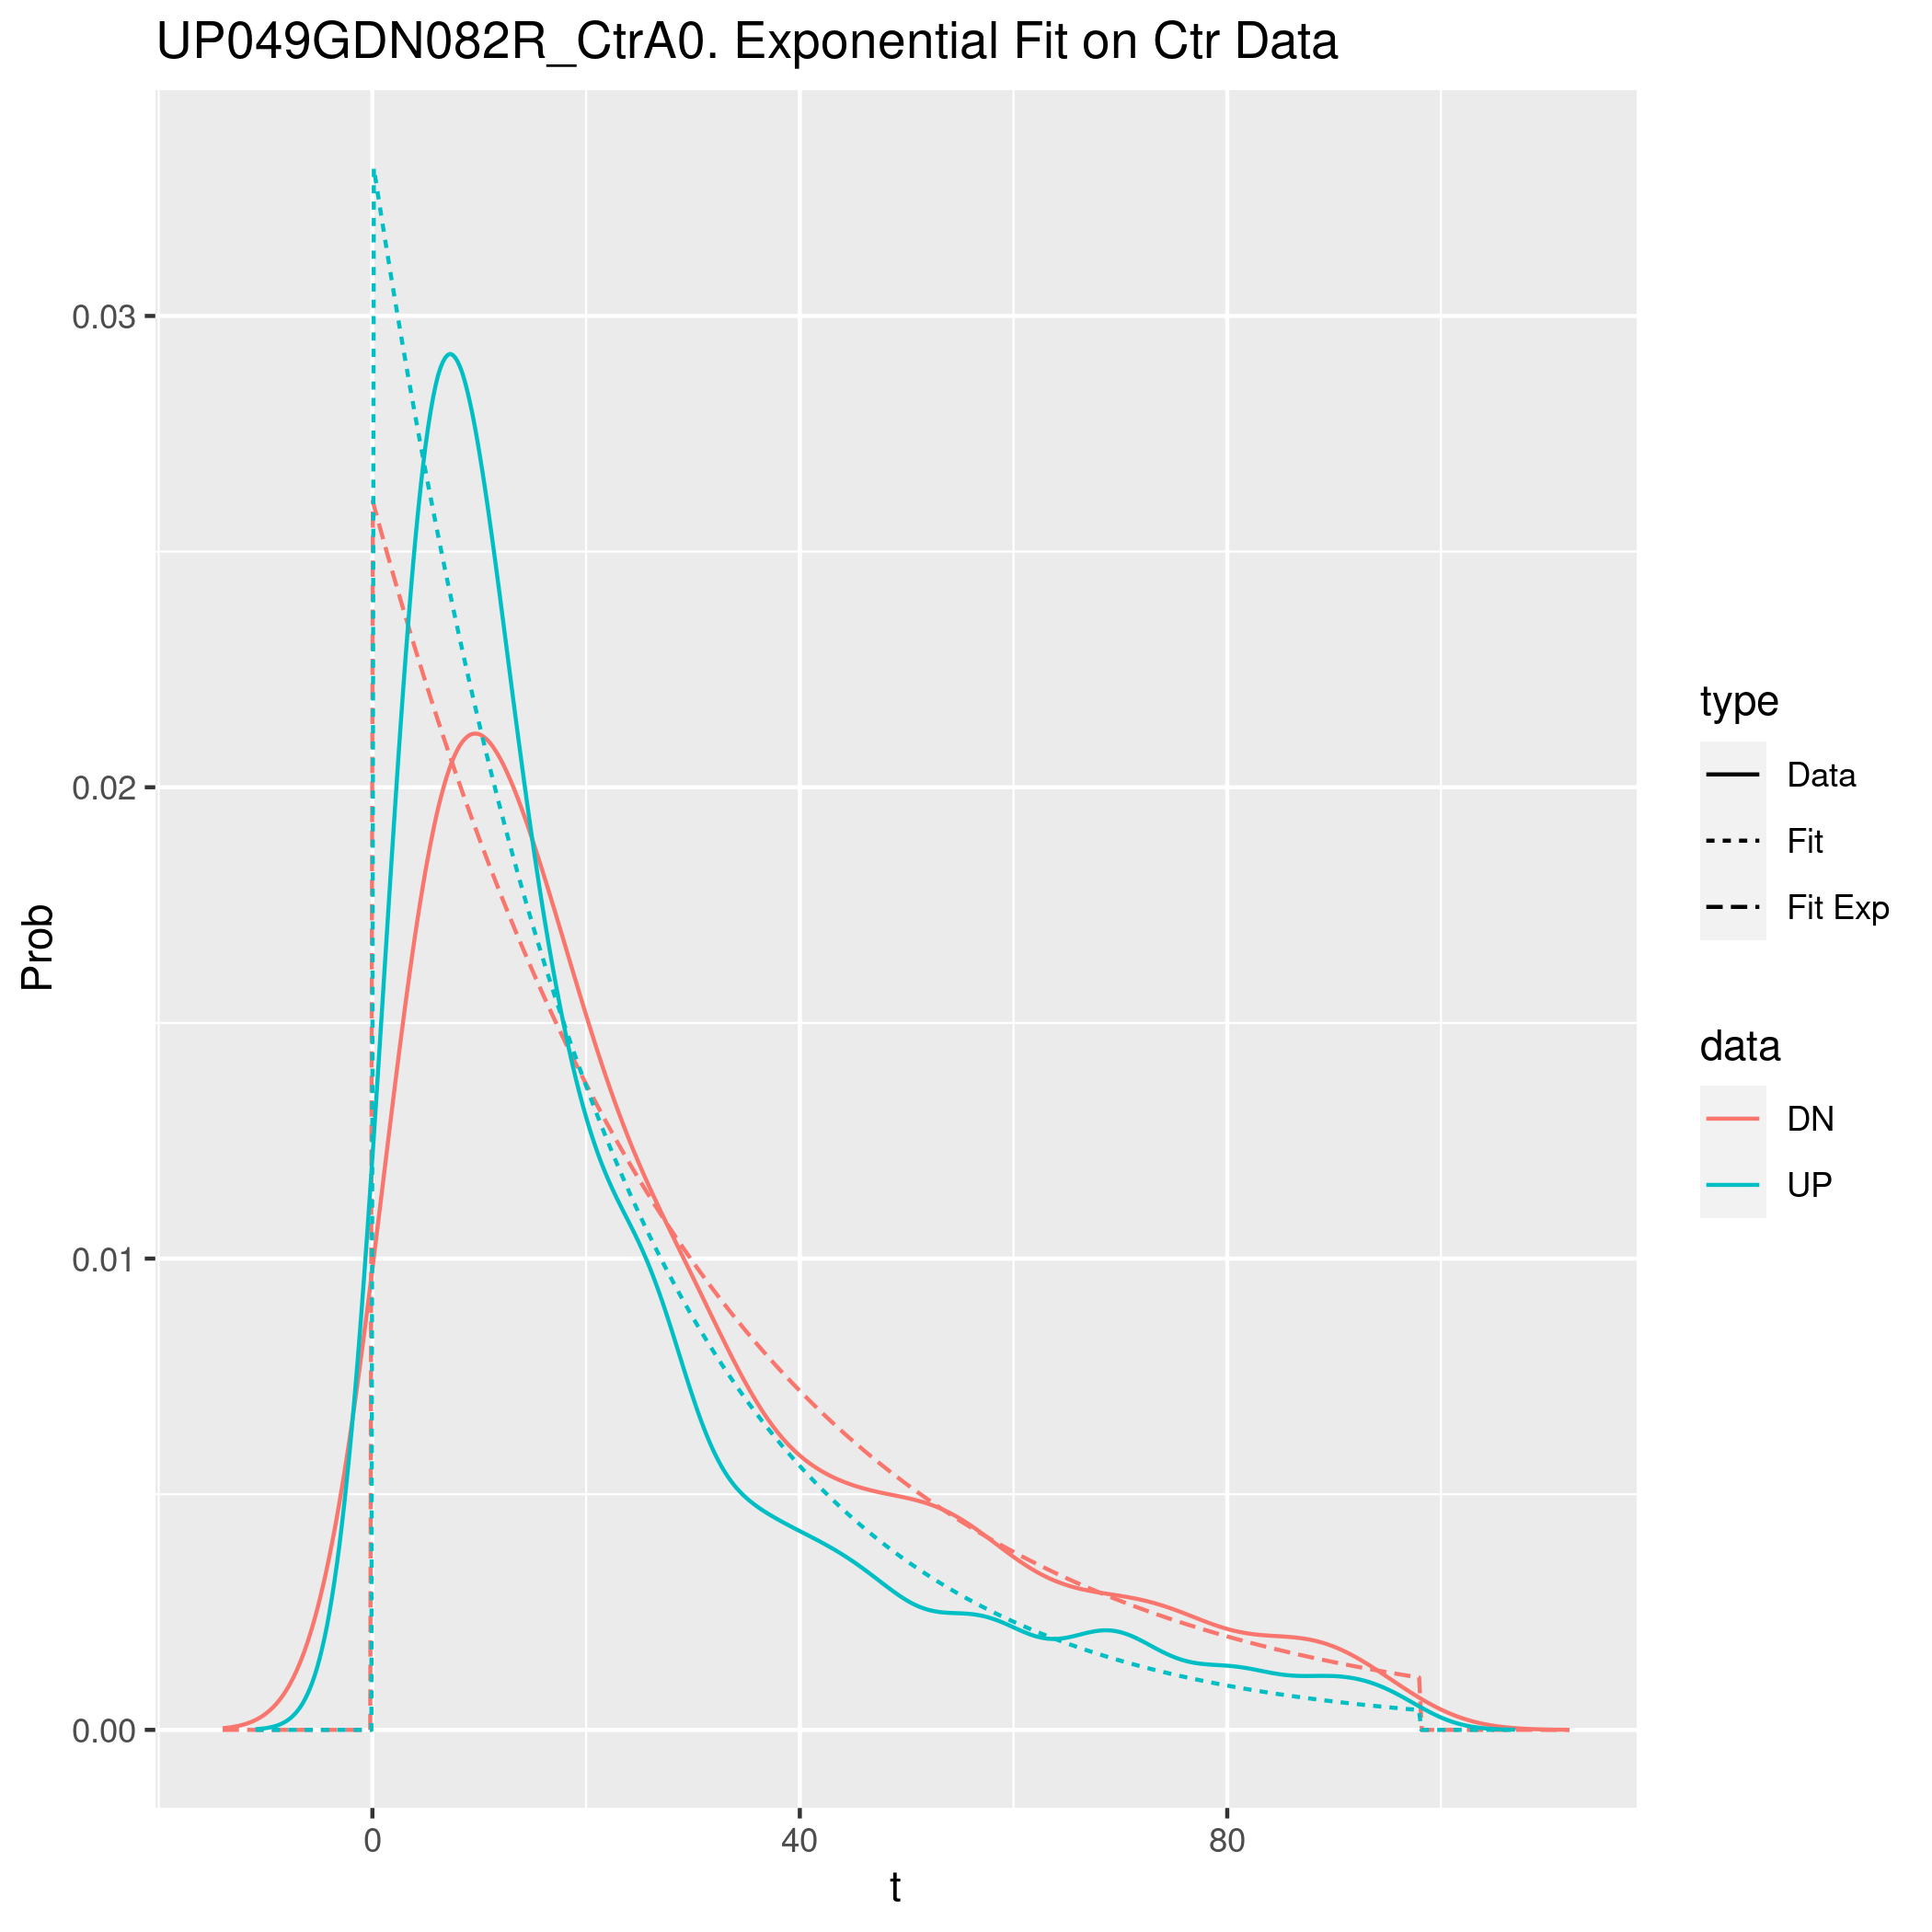 UP049GDN082R_CtrA0. Exponential Fit on Ctr Data
0.03
0.02
0.01
0.00
Prob
0
40
80
t
type
Data
Fit
Fit Exp
data
DN
UP